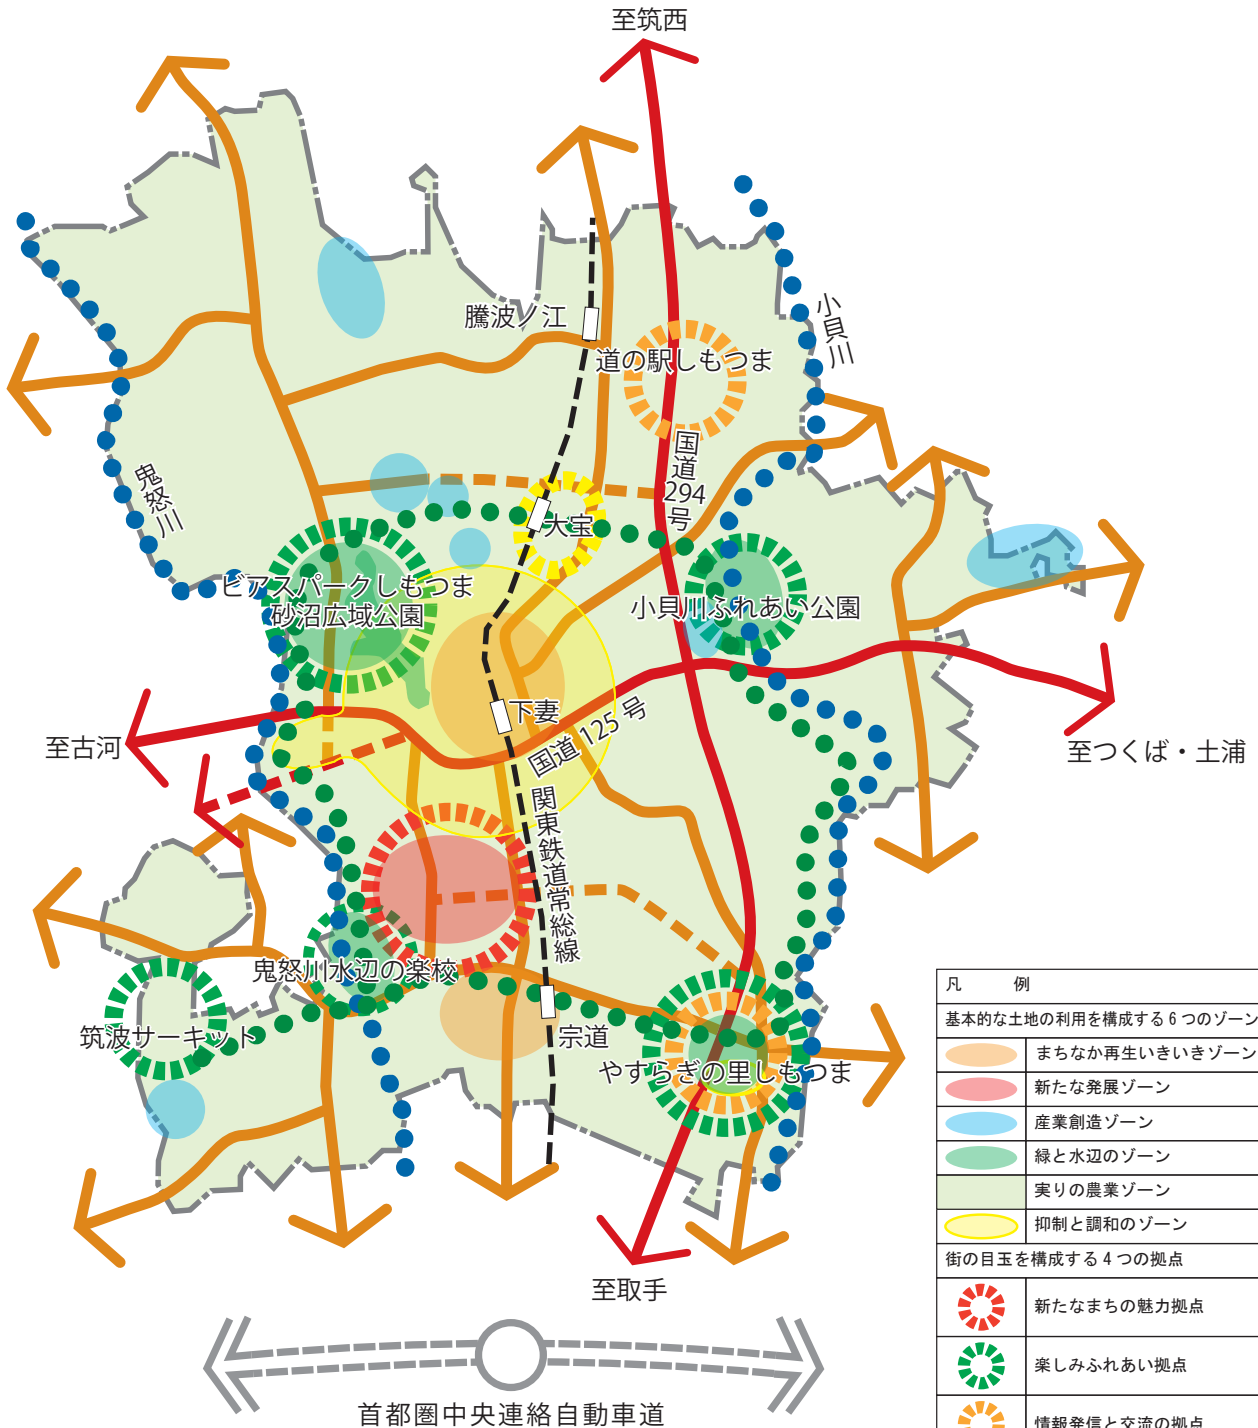 至筑西
小貝川
騰波ノ江
道の駅しもつま
国道294号
鬼怒川
大宝
ビアスパークしもつま
砂沼広域公園
小貝川ふれあい公園
下妻
国道125号
至古河
至つくば・土浦
関東鉄道常総線
鬼怒川水辺の楽校
筑波サーキット
宗道
やすらぎの里しもつま
至取手
首都圏中央連絡自動車道
凡 例
基本的な土地の利用を構成する6つのゾーン
まちなか再生いきいきゾーン
新たな発展ゾーン
産業創造ゾーン
緑と水辺のゾーン
実りの農業ゾーン
抑制と調和のゾーン
街の目玉を構成する4つの拠点
新たなまちの魅力拠点
楽しみふれあい拠点
情報発信と交流の拠点